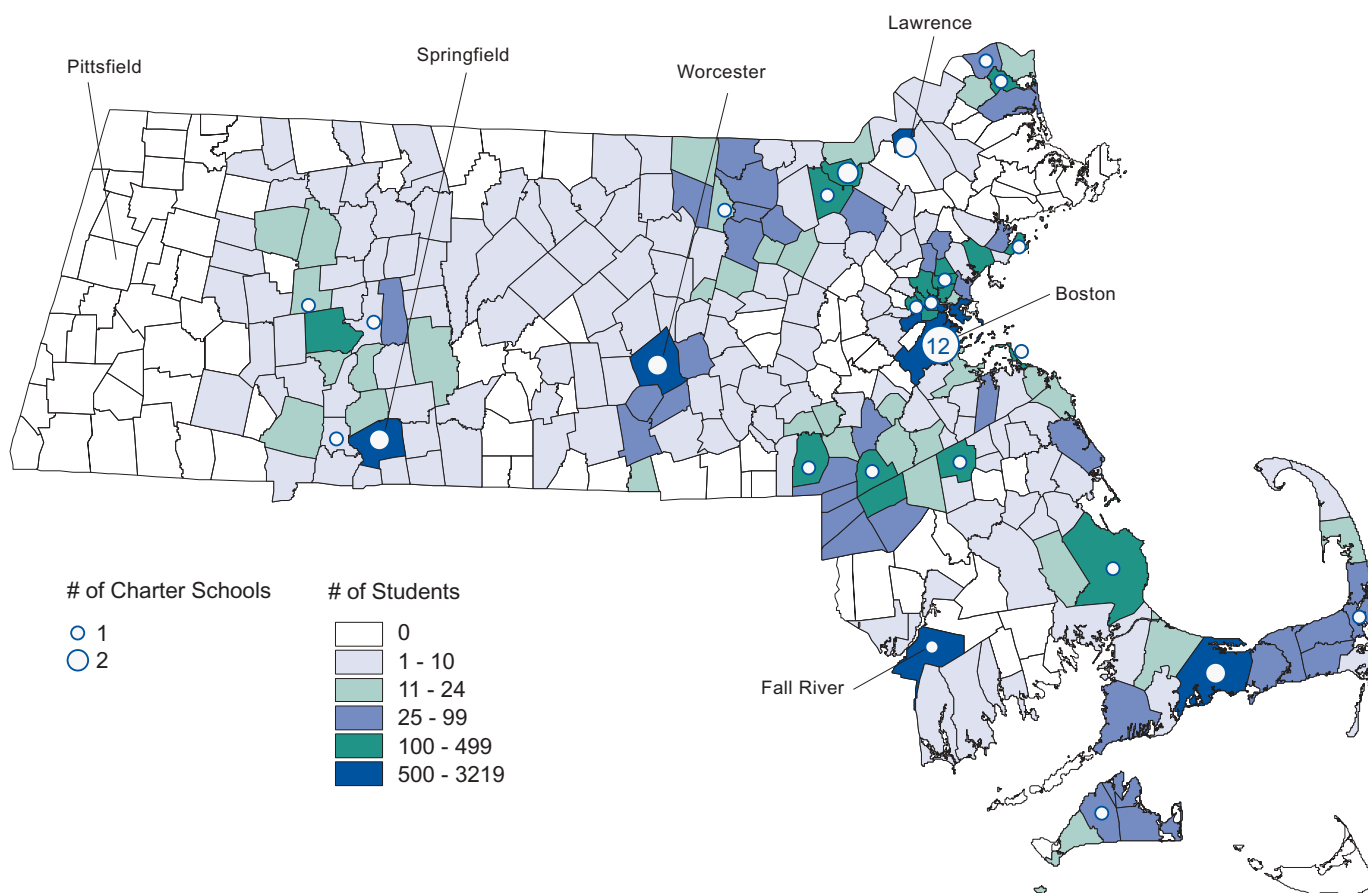 Lawrence
Springfield
Pittsfield
Worcester
Boston
12
# of Charter Schools
1
2
# of Students
0
1 - 10
11 - 24
25 - 99
100 - 499
500 - 3219
Fall River